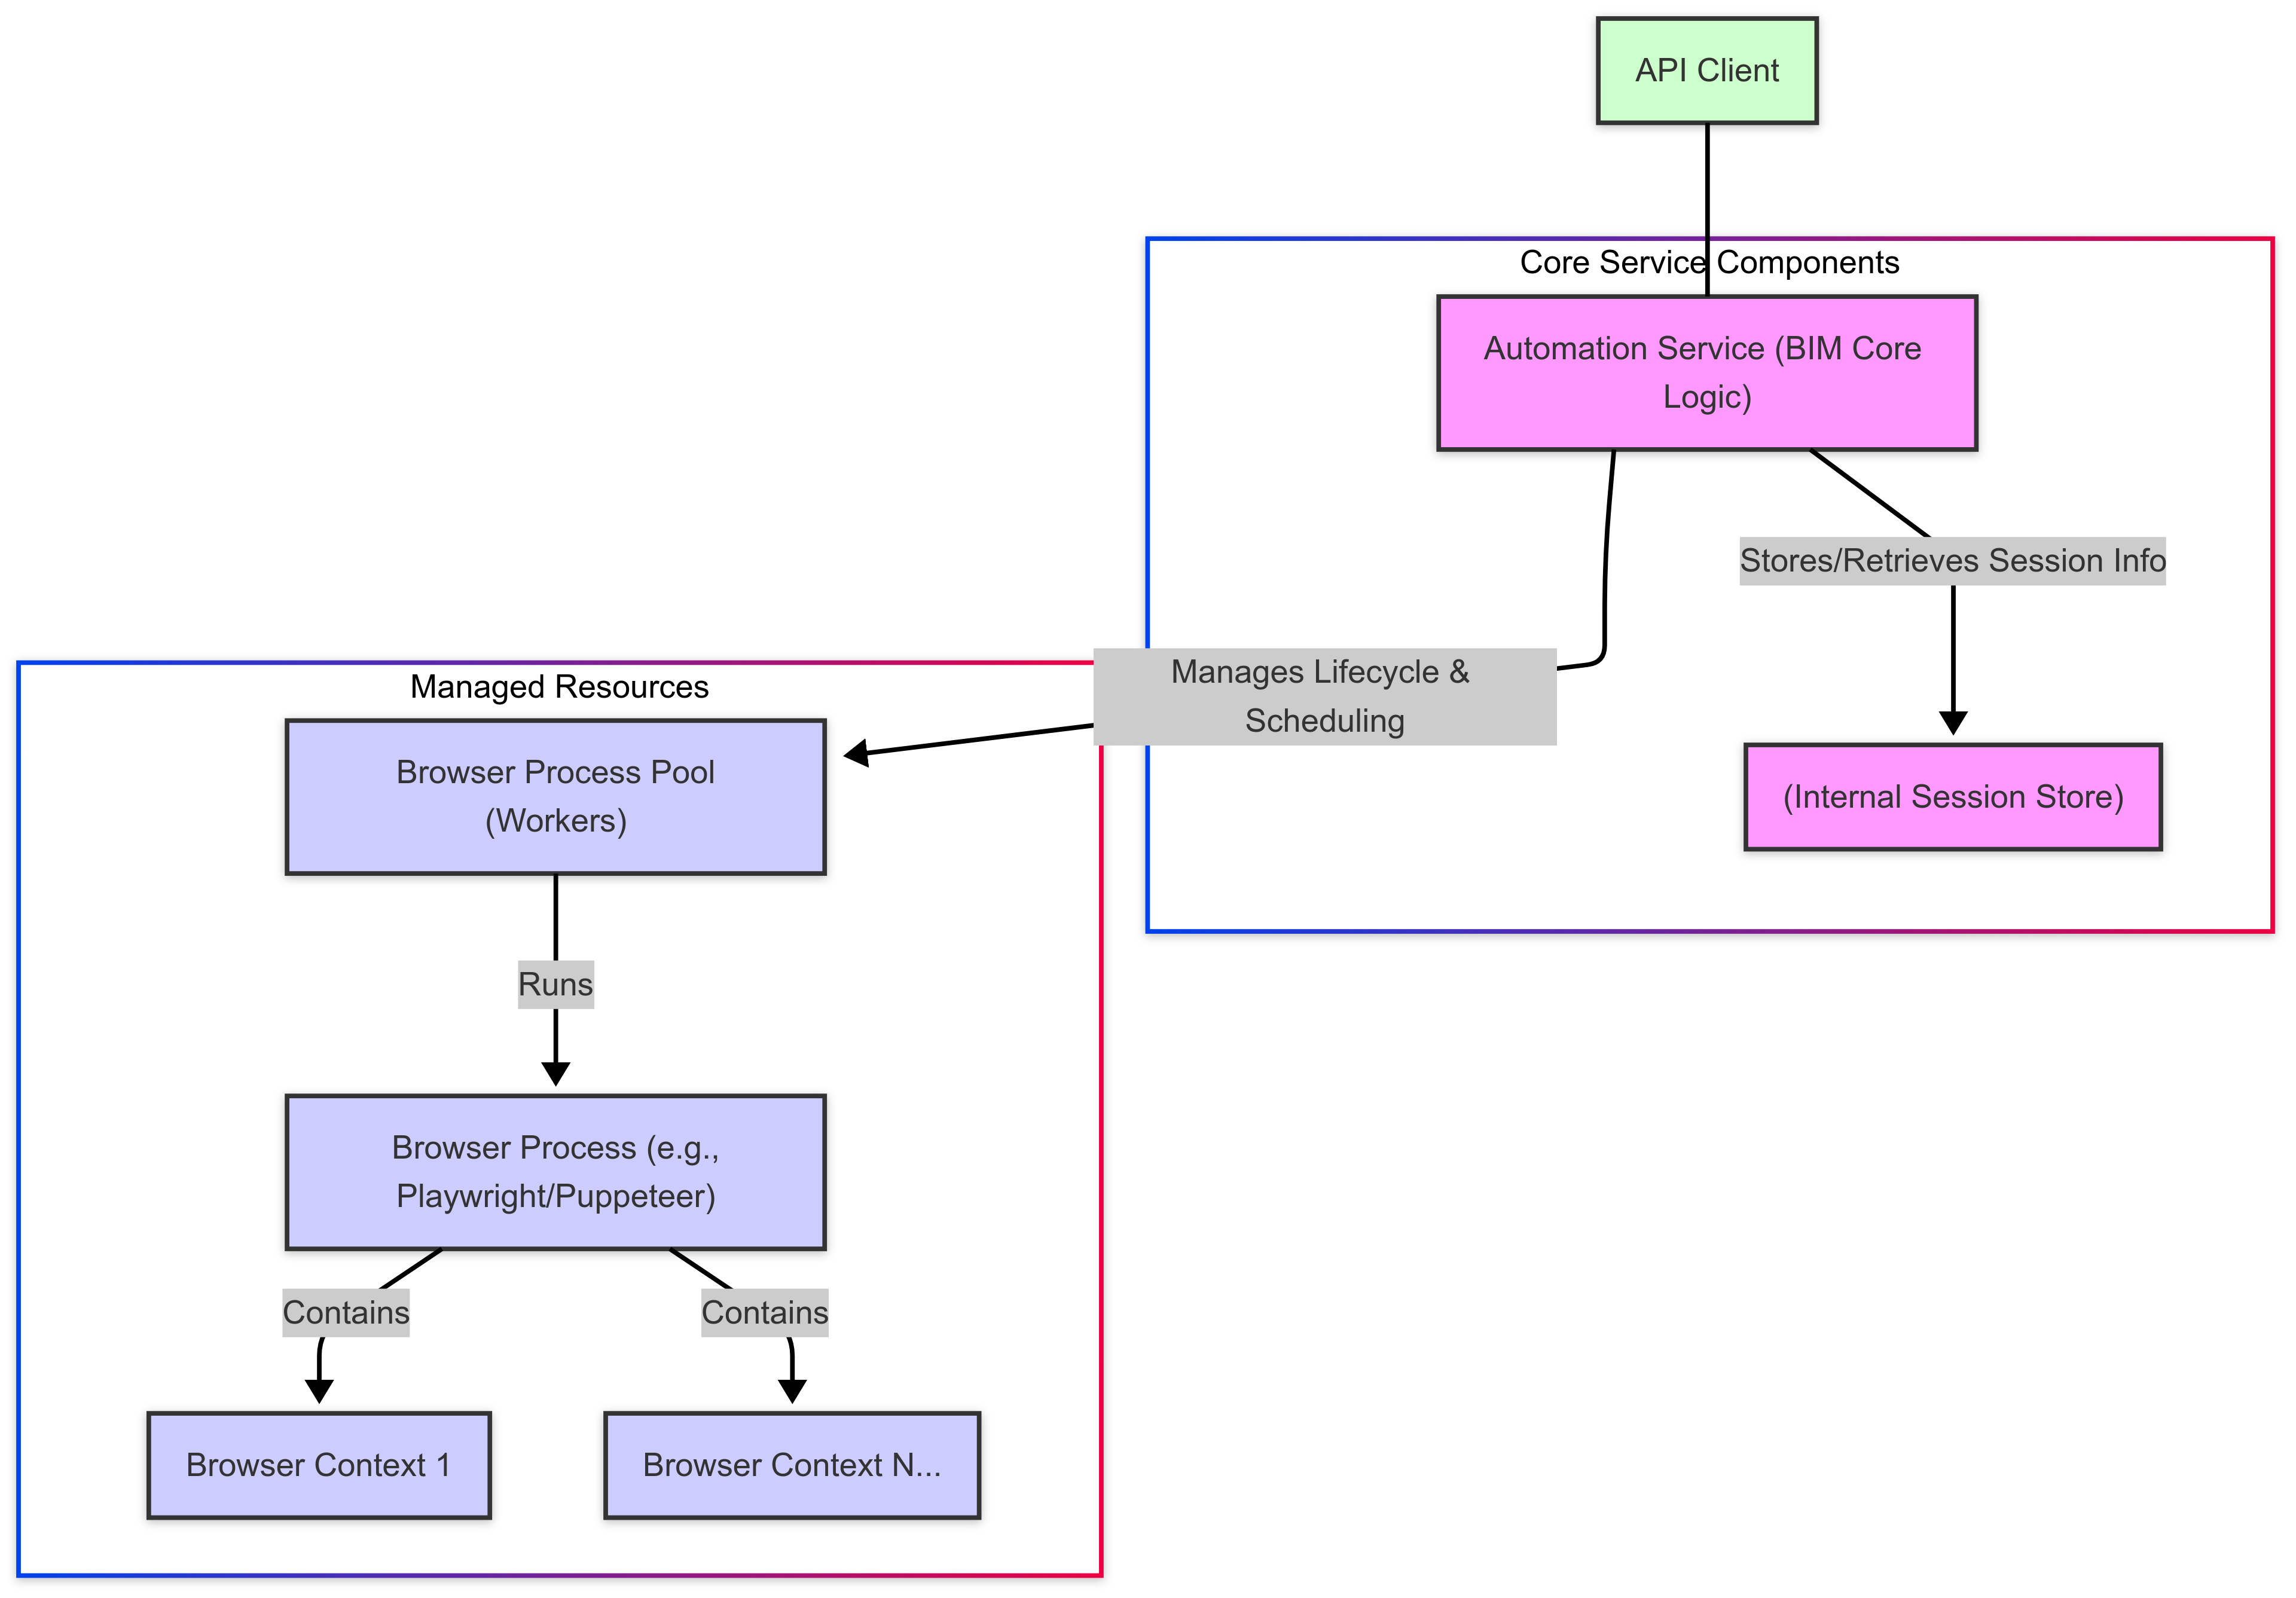 API Client
Core Service Components
Automation Service (BIM Core
Logic)
Stores/Retrieves Session Info
Manages Lifecycle &
Scheduling
(Internal Session Store)
Managed Resources
Browser Process Pool
(Workers)
Runs
Browser Process (e.g.,
Playwright/Puppeteer)
Contains
Contains
Browser Context 1
Browser Context N...